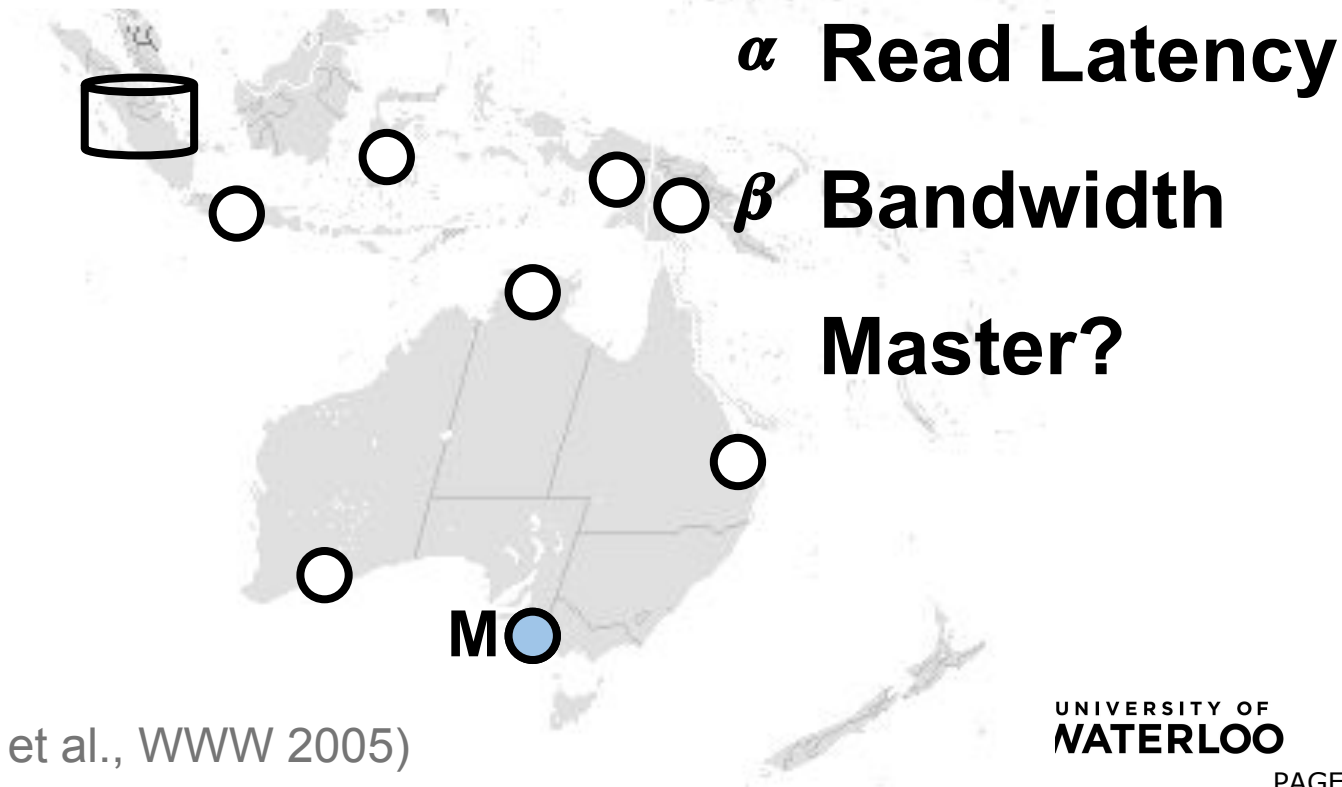 α Read Latency
β Bandwidth
Master?
M
et al., WWW 2005)
UNIVERSITY OF
WATERLOO
PAGE